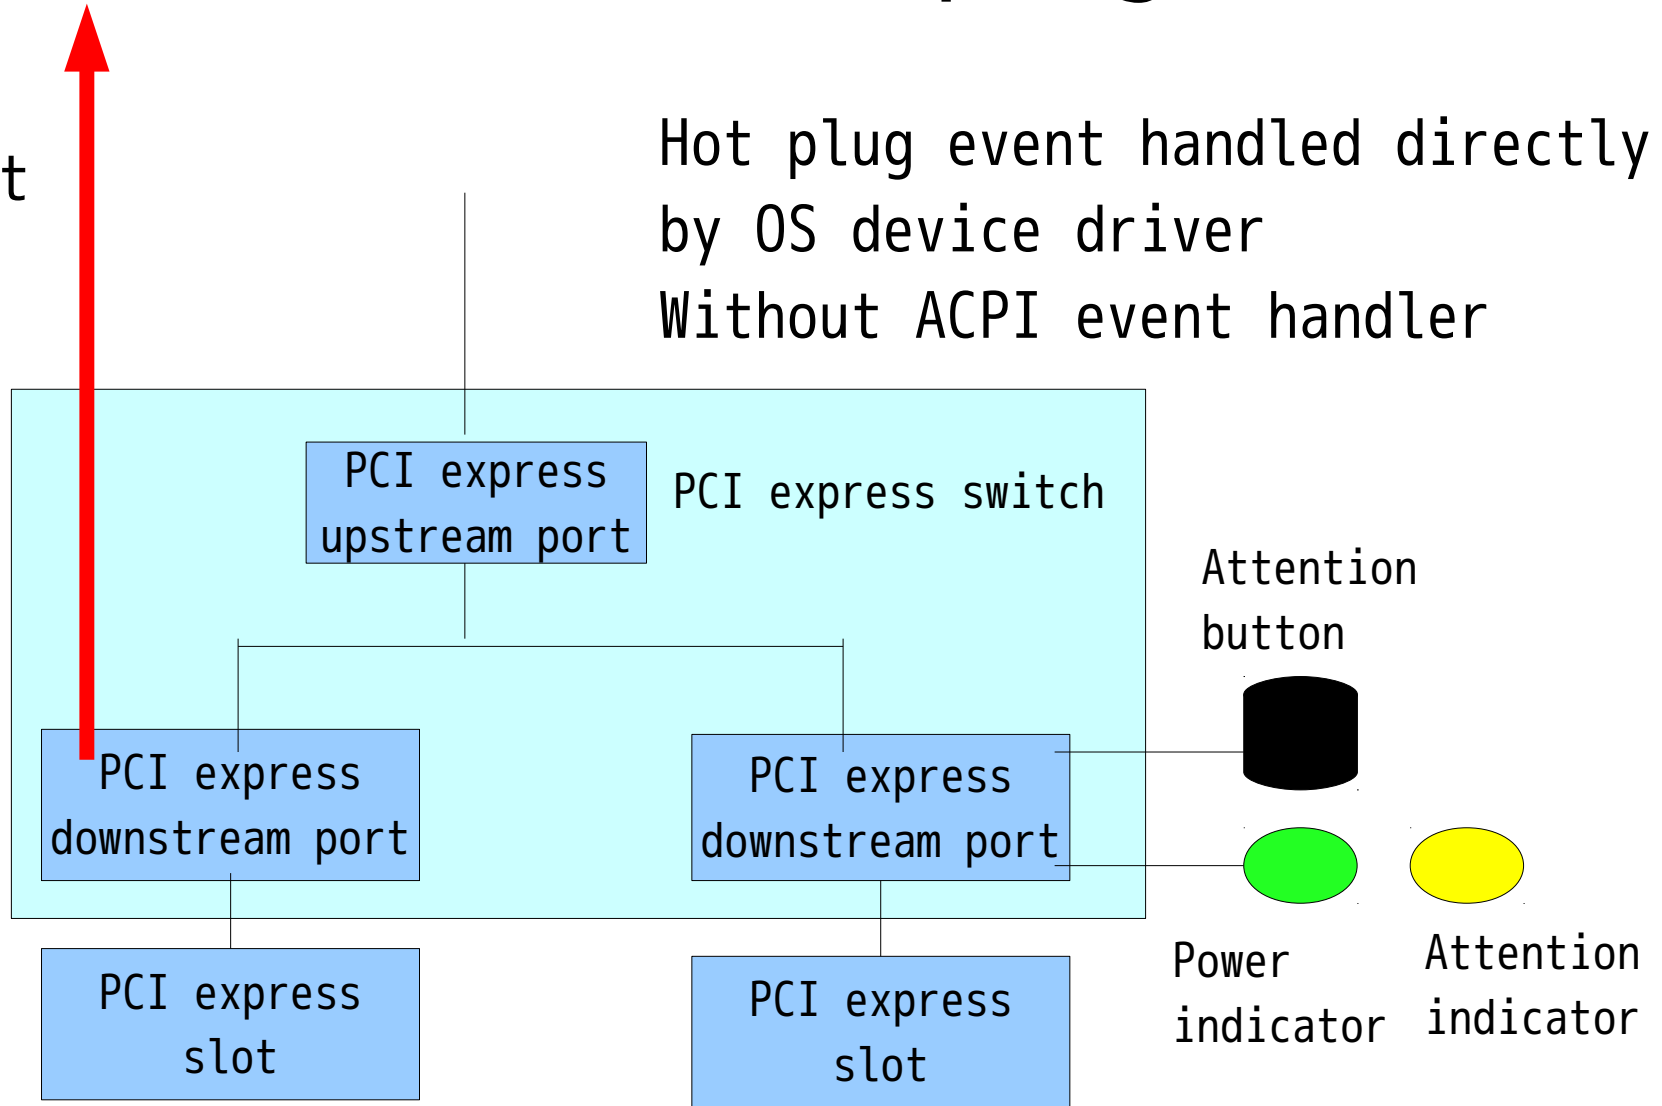 t
Hot plug event handled directly
by OS device driver
Without ACPI event handler
PCI express
upstream port
PCI express switch
Attention
button
PCI express
downstream port
PCI express
downstream port
Power
indicator
Attention
indicator
PCI express
slot
PCI express
slot